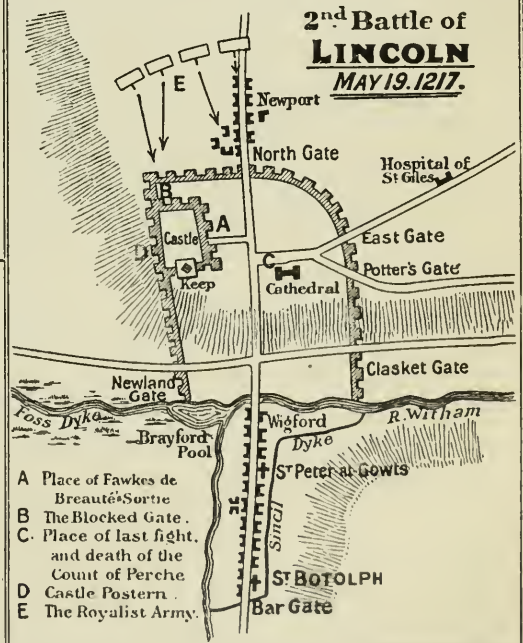 2nd Battle of
LINCOLN
MAY 19. 1217.
E
Newport
North Gate
Hospital of
St Giles
B
A
Castle
D
Keep
C
Cathedral
East Gate
Potter's Gate
Newland
Gate
Clasket Gate
Foss Dyke
Brayford
Pool
Wigford
Dyke
R. Witham
St Peter at Gowts
Sincil
St BOTOLPH
Bar Gate
A Place of Fawkes de
Breauté's Sortie
B The Blocked Gate.
C. Place of last fight,
and death of the
Count of Perche
D Castle Postern.
E The Royalist Army.